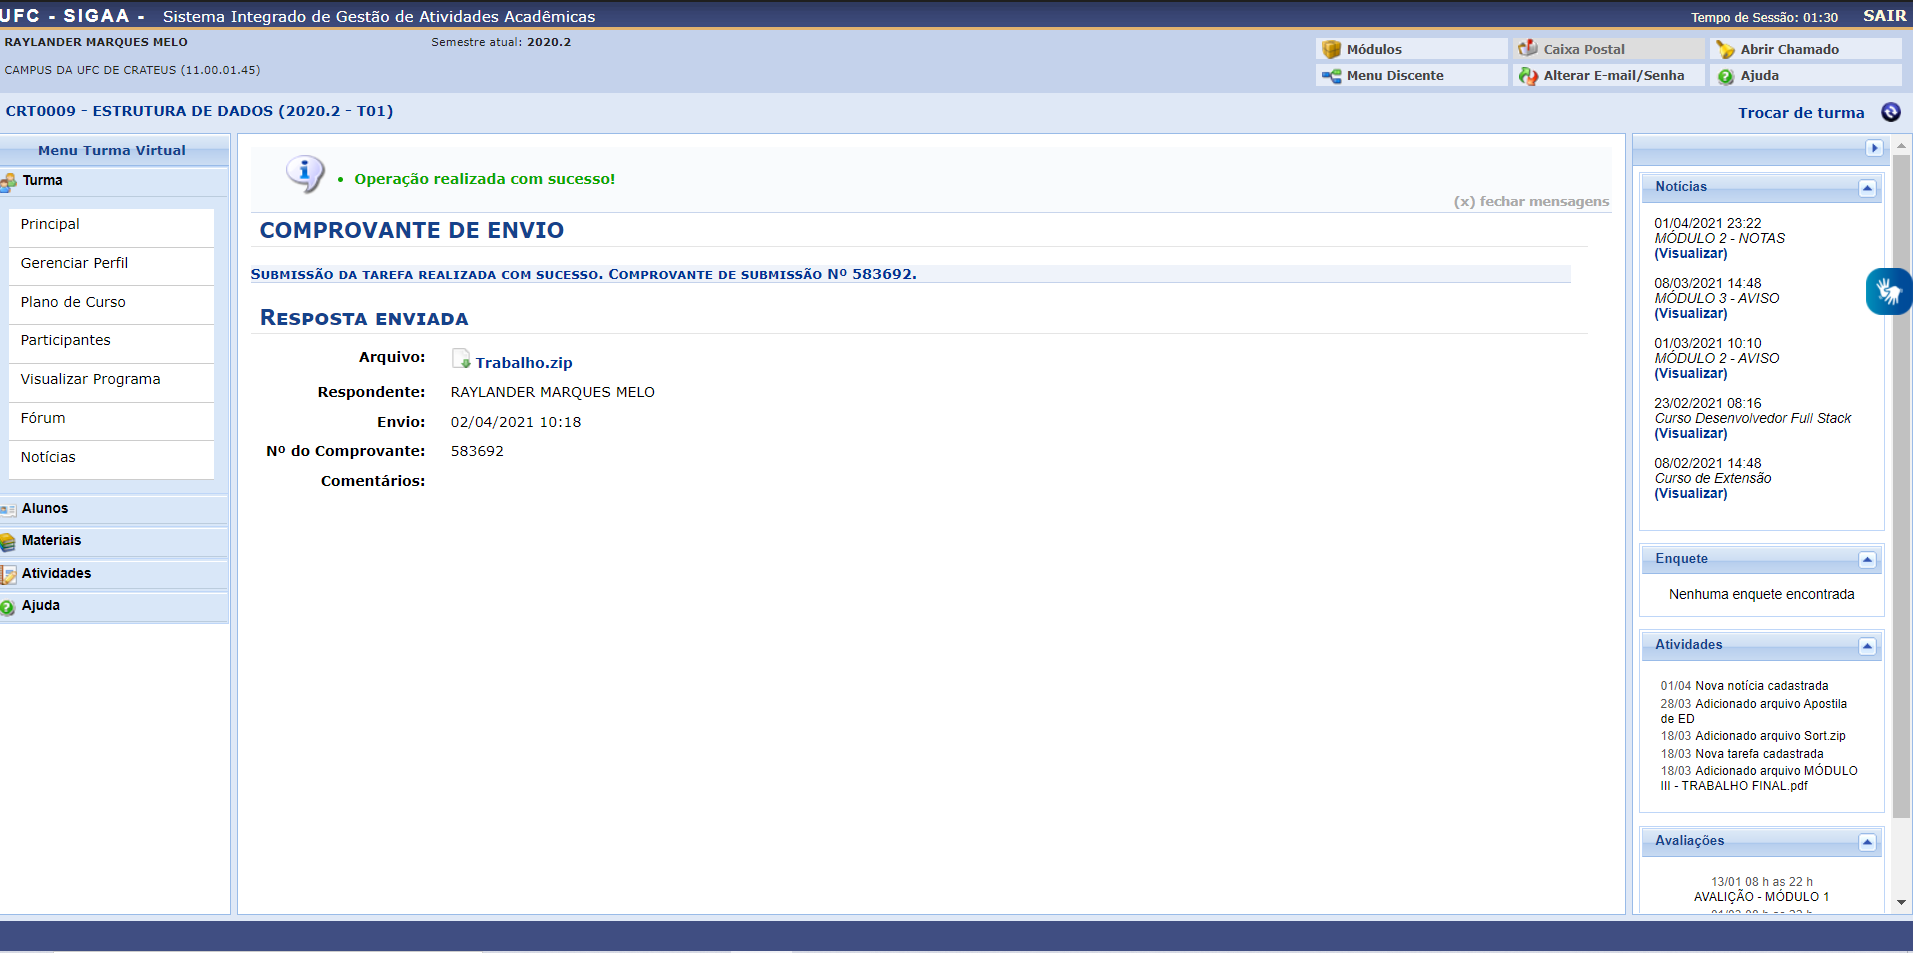 UFC - SIGAA - Sistema Integrado de Gestão de Atividades Acadêmicas
Tempo de Sessão: 01:30 SAIR
RAYLANDER MARQUES MELO
Semestre atual: 2020.2
CAMPUS DA UFC DE CRATEUS (11.00.01.45)
Módulos
Caixa Postal
Abrir Chamado
Menu Discente
Alterar E-mail/Senha
Ajuda
CRT0009 - ESTRUTURA DE DADOS (2020.2 - T01)
Trocar de turma
Menu Turma Virtual
Turma
Principal
Gerenciar Perfil
Plano de Curso
Participantes
Visualizar Programa
Fórum
Notícias
Alunos
Materiais
Atividades
Ajuda
• Operação realizada com sucesso!
(x) fechar mensagens
COMPROVANTE DE ENVIO
SUBMISSÃO DA TAREFA REALIZADA COM SUCESSO. COMPROVANTE DE SUBMISSÃO Nº 583692.
RESPOSTA ENVIADA
Arquivo: Trabalho.zip
Respondente: RAYLANDER MARQUES MELO
Envio: 02/04/2021 10:18
Nº do Comprovante: 583692
Comentários:
Notícias
01/04/2021 23:22
MÓDULO 2 - NOTAS
(Visualizar)
08/03/2021 14:48
MÓDULO 3 - AVISO
(Visualizar)
01/03/2021 10:10
MÓDULO 2 - AVISO
(Visualizar)
23/02/2021 08:16
Curso Desenvolvedor Full Stack
(Visualizar)
08/02/2021 14:48
Curso de Extensão
(Visualizar)
Enquete
Nenhuma enquete encontrada
Atividades
01/04 Nova notícia cadastrada
28/03 Adicionado arquivo Apostila
de ED
18/03 Adicionado arquivo Sort.zip
18/03 Nova tarefa cadastrada
18/03 Adicionado arquivo MÓDULO
III - TRABALHO FINAL.pdf
Avaliações
13/01 08 h as 22 h
AVALIÇÃO - MÓDULO 1